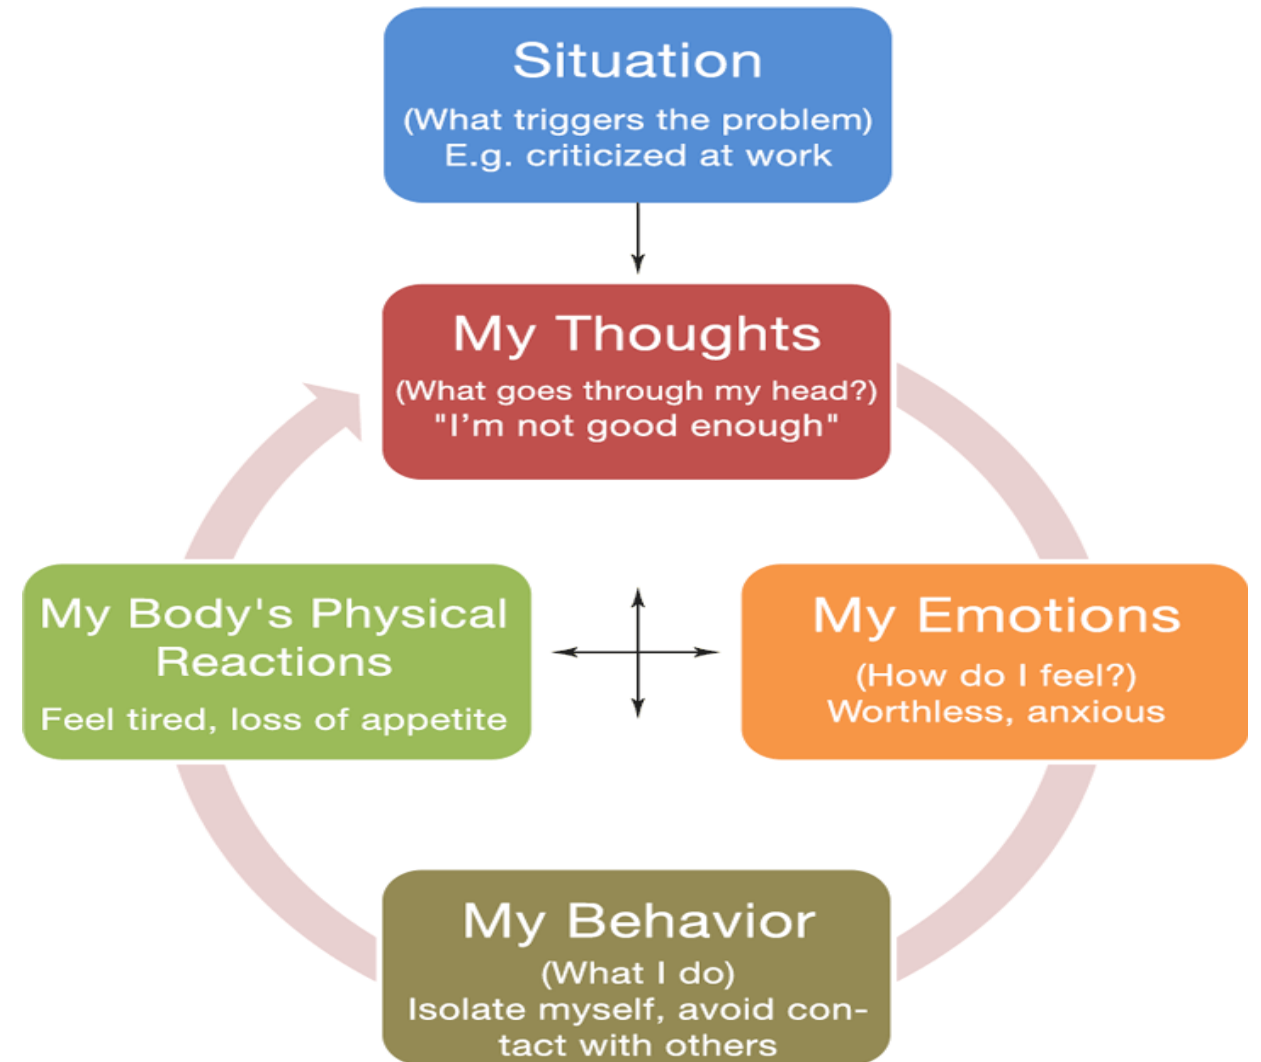 Situation
(What triggers the problem)
E.g. criticized at work
My Thoughts
(What goes through my head?)
"I’m not good enough"
My Body's Physical
Reactions
Feel tired, loss of appetite
My Emotions
(How do I feel?)
Worthless, anxious
My Behavior
(What I do)
Isolate myself, avoid con-
tact with others